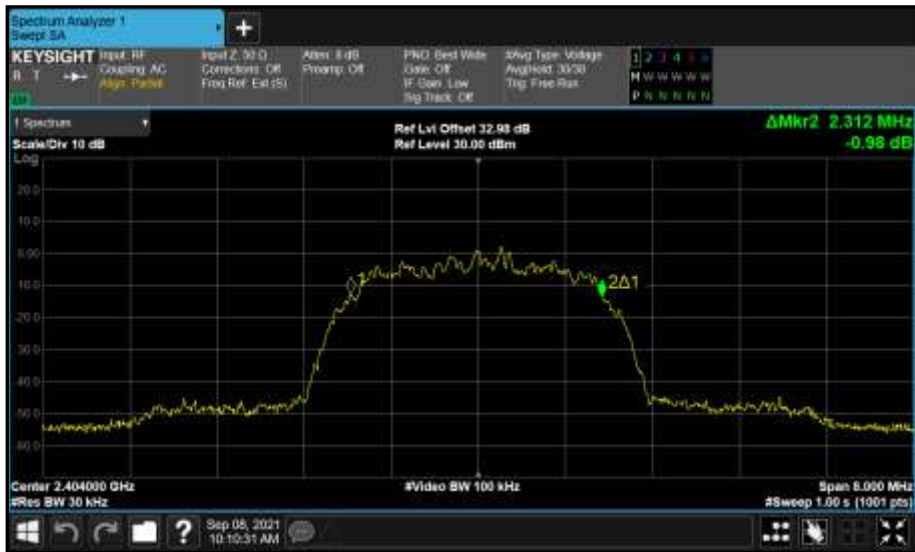 Spectrum Analyzer 1
Swept SA
+
KEYSIGHT
R T
Input: RF
Coupling: AC
Align: Partial
Input Z: 50 Ω
Corrections: Off
Freq Ref: Ext (S)
Atten: 8 dB
Preamp: Off
PNO: Best Wide
Gate: Off
IF Gain: Low
Sig Track: Off
#Avg Type: Voltage
Avg|Hold: 30/30
Trig: Free Run
1 2 3 4 5 6
M W W W W W
P N N N N N
1 Spectrum
Scale/Div 10 dB
Ref Lvl Offset 32.98 dB
Ref Level 30.00 dBm
ΔMkr2 2.312 MHz
-0.98 dB
Log
20.0
10.0
0.00
-10.0
-20.0
-30.0
-40.0
-50.0
-60.0
1
2Δ1
Center 2.404000 GHz
#Res BW 30 kHz
#Video BW 100 kHz
Span 8.000 MHz
#Sweep 1.00 s (1001 pts)
?
Sep 08, 2021
10:10:31 AM